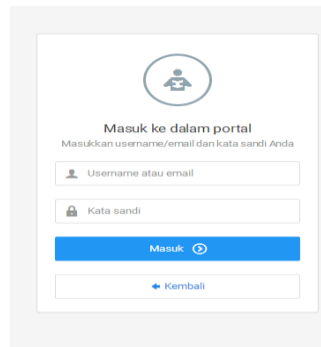 Masuk ke dalam portal
Masukkan username/email dan kata sandi Anda
Username atau email
Kata sandi
Masuk
Kembali